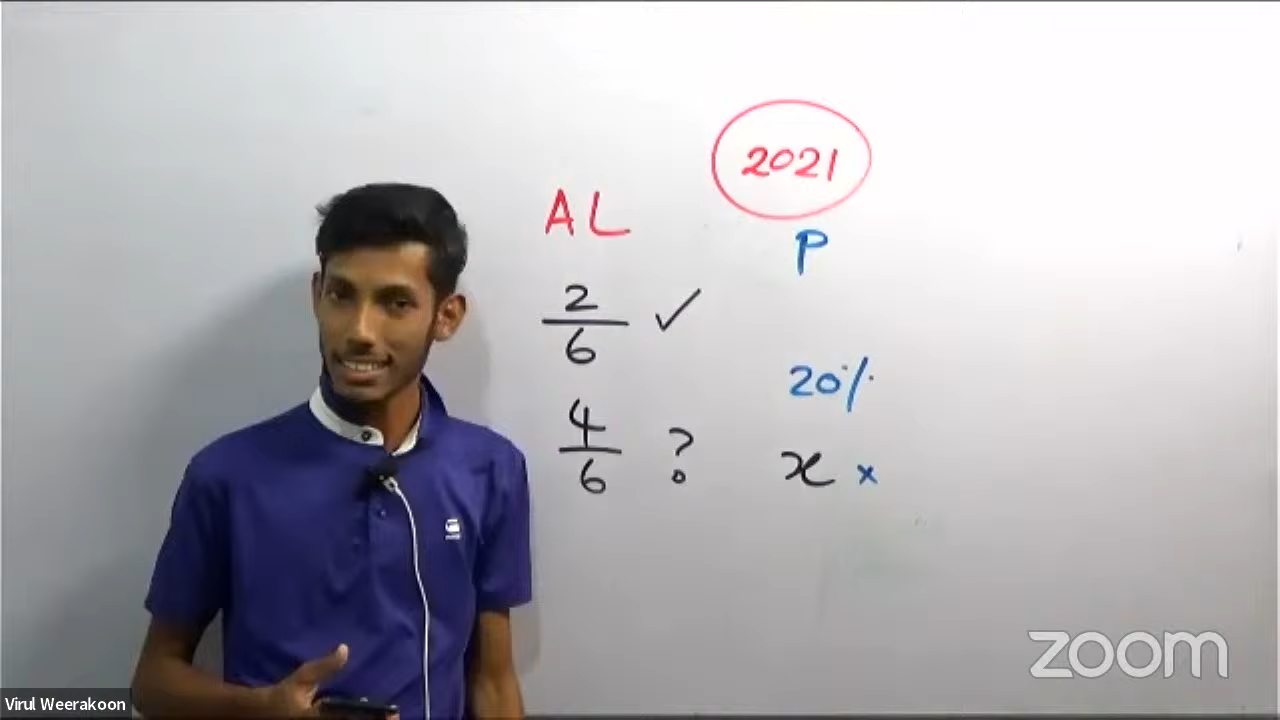 2021
AL
P
2/6 ✓
20%
4/6 ?
x ×
zoom
Virul Weerakoon